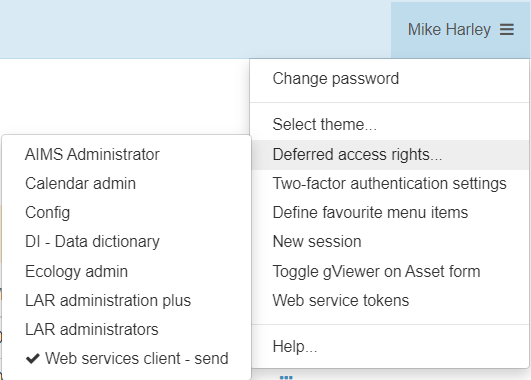 Mike Harley
Change password
Select theme...
Deferred access rights...
Two-factor authentication settings
Define favourite menu items
New session
Toggle gViewer on Asset form
Web service tokens
Help...
AIMS Administrator
Calendar admin
Config
DI - Data dictionary
Ecology admin
LAR administration plus
LAR administrators
Web services client - send